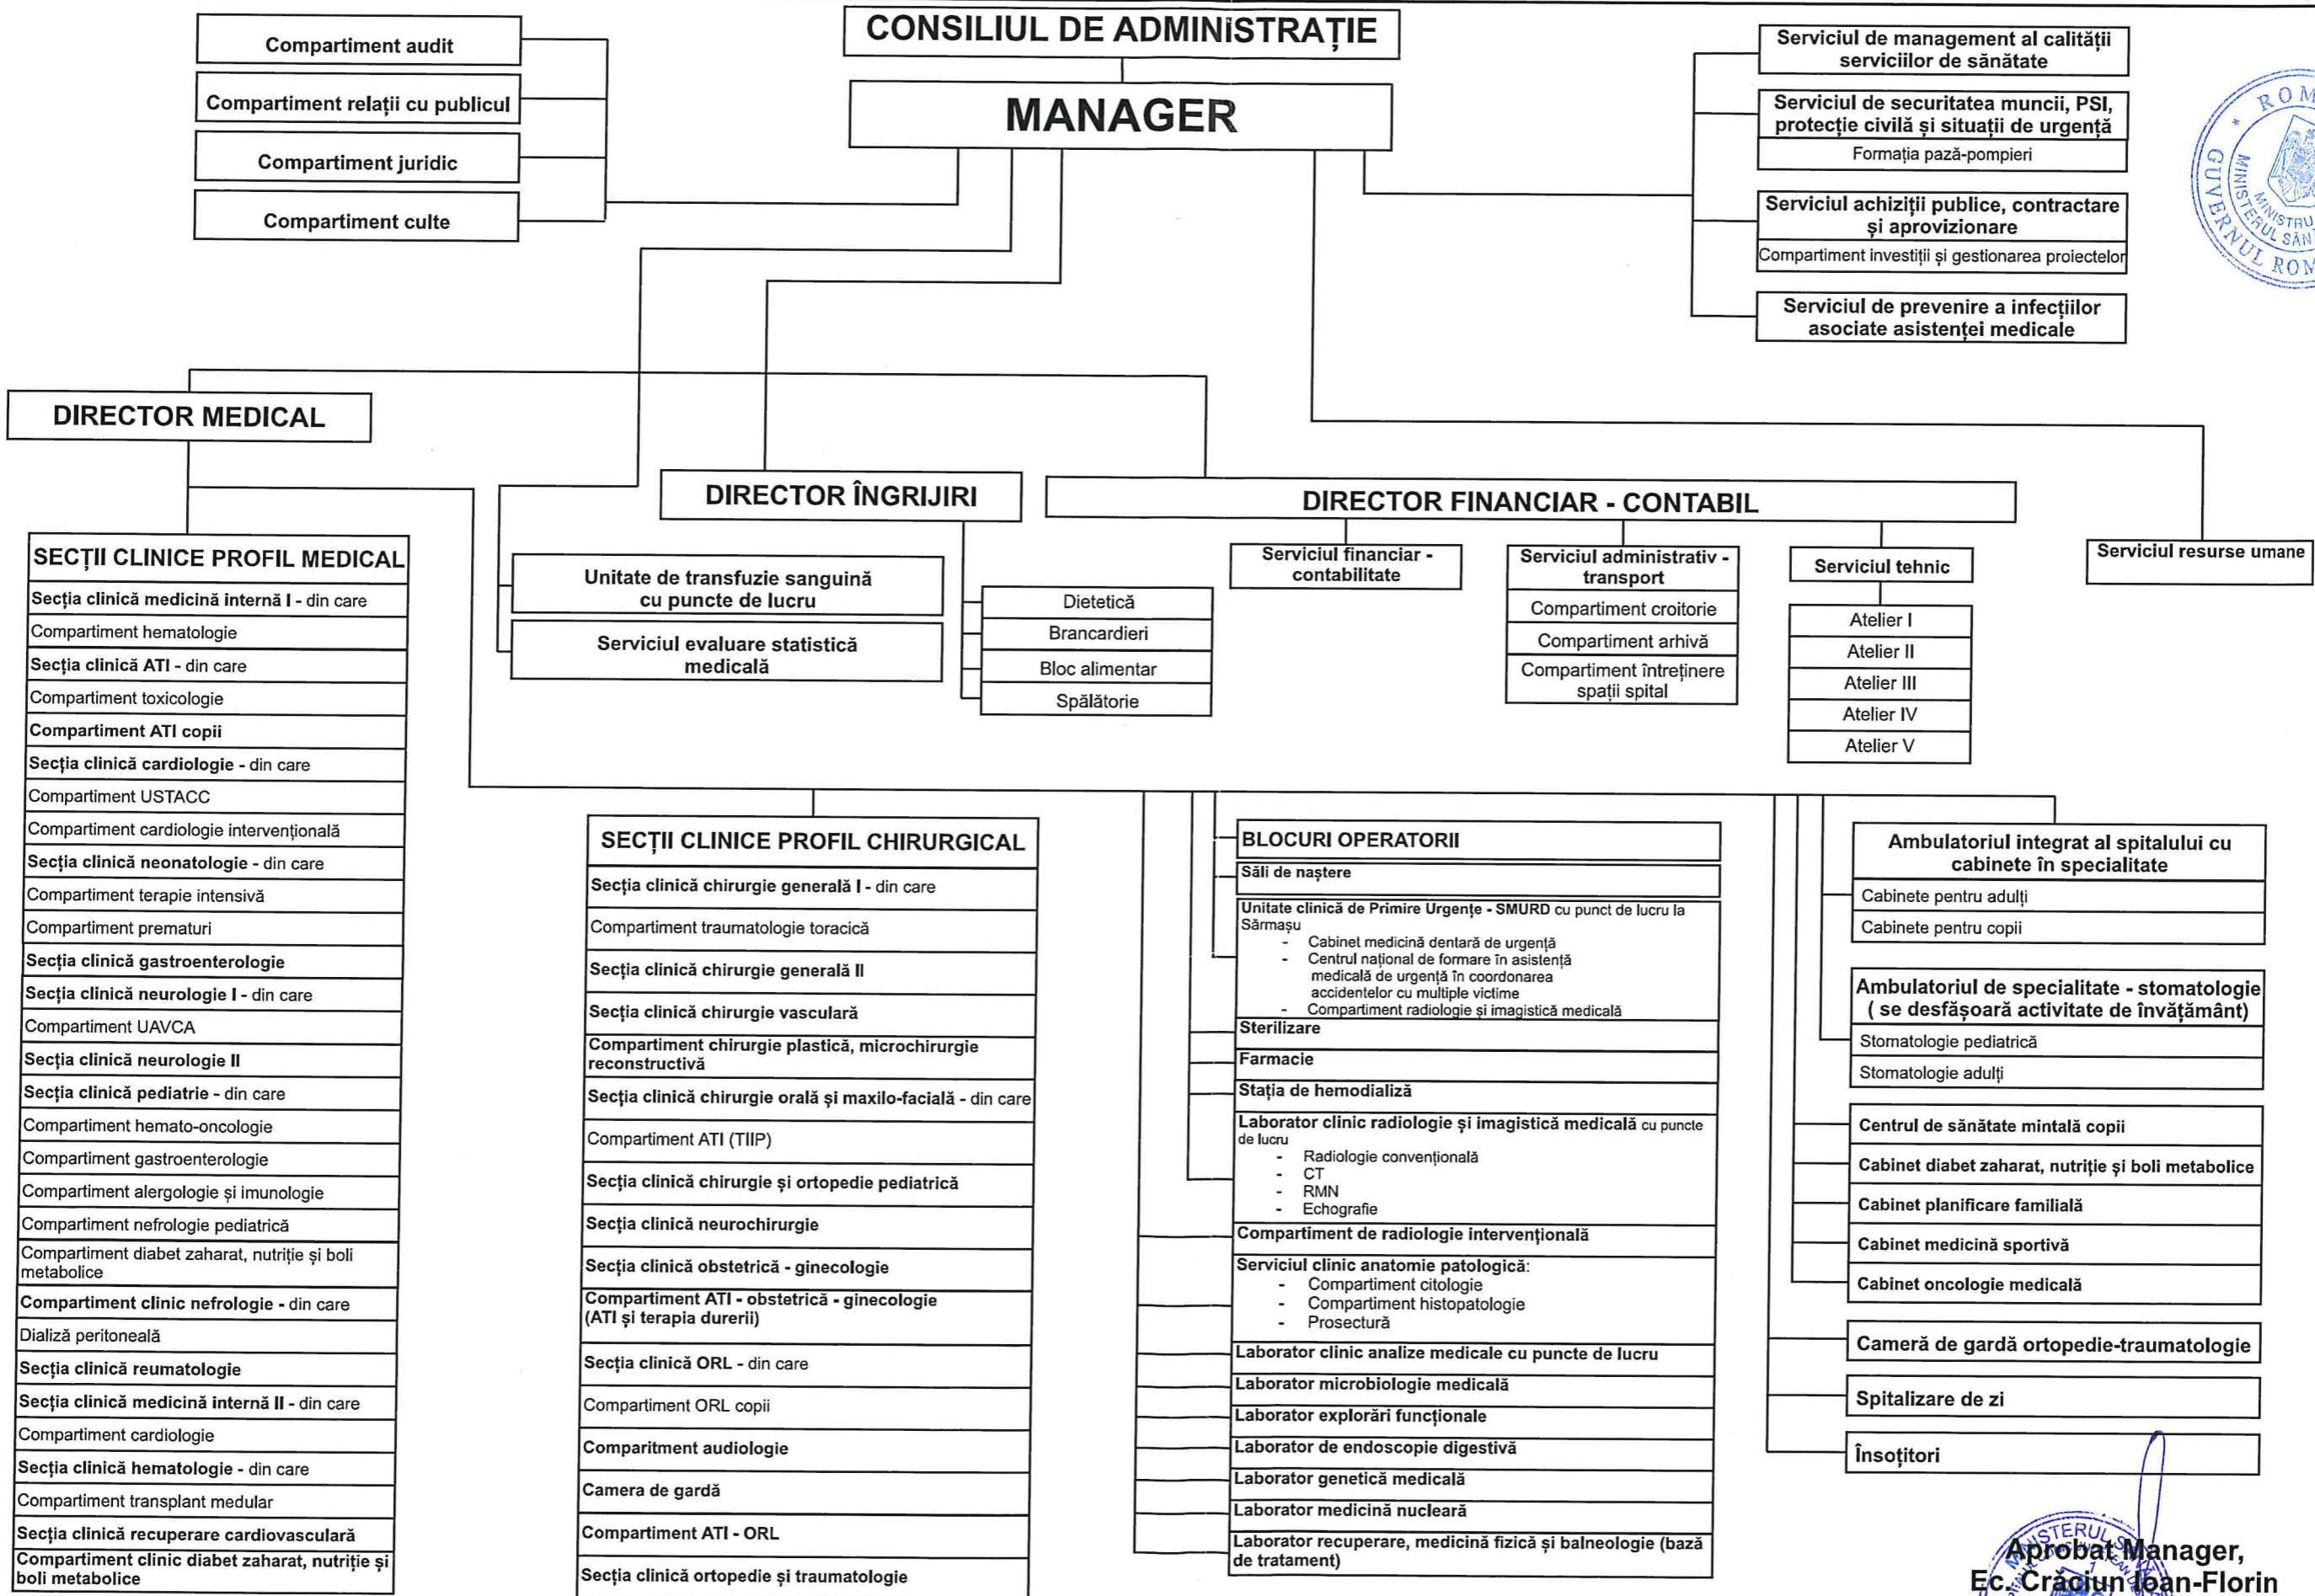 CONSILIUL DE ADMINISTRAȚIE
MANAGER
Compartiment audit
Compartiment relații cu publicul
Compartiment juridic
Compartiment culte
Serviciul de management al calității
serviciilor de sănătate
Serviciul de securitatea muncii, PSI,
protecție civilă și situații de urgență
Formația pază-pompieri
Serviciul achiziții publice, contractare
și aprovizionare
Compartiment investiții și gestionarea proiectelor
Serviciul de prevenire a infecțiilor
asociate asistenței medicale
DIRECTOR MEDICAL
DIRECTOR ÎNGRIJIRI
DIRECTOR FINANCIAR - CONTABIL
Unitate de transfuzie sanguină
cu puncte de lucru
Serviciul evaluare statistică
medicală
Dietetică
Brancardieri
Bloc alimentar
Spălătorie
Serviciul financiar -
contabilitate
Serviciul administrativ -
transport
Compartiment croitorie
Compartiment arhivă
Compartiment întreținere
spații spital
Serviciul tehnic
Atelier I
Atelier II
Atelier III
Atelier IV
Atelier V
Serviciul resurse umane
SECȚII CLINICE PROFIL MEDICAL
Secția clinică medicină internă I - din care
Compartiment hematologie
Secția clinică ATI - din care
Compartiment toxicologie
Compartiment ATI copii
Secția clinică cardiologie - din care
Compartiment USTACC
Compartiment cardiologie intervențională
Secția clinică neonatologie - din care
Compartiment terapie intensivă
Compartiment prematuri
Secția clinică gastroenterologie
Secția clinică neurologie I - din care
Compartiment UAVCA
Secția clinică neurologie II
Secția clinică pediatrie - din care
Compartiment hemato-oncologie
Compartiment gastroenterologie
Compartiment alergologie și imunologie
Compartiment nefrologie pediatrică
Compartiment diabet zaharat, nutriție și boli
metabolice
Compartiment clinic nefrologie - din care
Dializă peritoneală
Secția clinică reumatologie
Secția clinică medicină internă II - din care
Compartiment cardiologie
Secția clinică hematologie - din care
Compartiment transplant medular
Secția clinică recuperare cardiovasculară
Compartiment clinic diabet zaharat, nutriție și
boli metabolice
SECȚII CLINICE PROFIL CHIRURGICAL
Secția clinică chirurgie generală I - din care
Compartiment traumatologie toracică
Secția clinică chirurgie generală II
Secția clinică chirurgie vasculară
Compartiment chirurgie plastică, microchirurgie
reconstructivă
Secția clinică chirurgie orală și maxilo-facială - din care
Compartiment ATI (TIIP)
Secția clinică chirurgie și ortopedie pediatrică
Secția clinică neurochirurgie
Secția clinică obstetrică - ginecologie
Compartiment ATI - obstetrică - ginecologie
(ATI și terapia durerii)
Secția clinică ORL - din care
Compartiment ORL copii
Comparitment audiologie
Camera de gardă
Compartiment ATI - ORL
Secția clinică ortopedie și traumatologie
BLOCURI OPERATORII
Săli de naștere
Unitate clinică de Primire Urgențe - SMURD cu punct de lucru la
Sărmașu
- Cabinet medicină dentară de urgență
- Centrul național de formare în asistență
medicală de urgență în coordonarea
accidentelor cu multiple victime
- Compartiment radiologie și imagistică medicală
Sterilizare
Farmacie
Stația de hemodializă
Laborator clinic radiologie și imagistică medicală cu puncte
de lucru
- Radiologie convențională
- CT
- RMN
- Echografie
Compartiment de radiologie intervențională
Serviciul clinic anatomie patologică:
- Compartiment citologie
- Compartiment histopatologie
- Prosectură
Laborator clinic analize medicale cu puncte de lucru
Laborator microbiologie medicală
Laborator explorări funcționale
Laborator de endoscopie digestivă
Laborator genetică medicală
Laborator medicină nucleară
Laborator recuperare, medicină fizică și balneologie (bază
de tratament)
Ambulatoriul integrat al spitalului cu
cabinete în specialitate
Cabinete pentru adulți
Cabinete pentru copii
Ambulatoriul de specialitate - stomatologie
( se desfășoară activitate de învățământ)
Stomatologie pediatrică
Stomatologie adulți
Centrul de sănătate mintală copii
Cabinet diabet zaharat, nutriție și boli metabolice
Cabinet planificare familială
Cabinet medicină sportivă
Cabinet oncologie medicală
Cameră de gardă ortopedie-traumatologie
Spitalizare de zi
Însoțitori
GUVERNUL ROM
MINISTERUL SĂN
MINISTRU
MINISTERUL
Aprobat Manager,
Ec. Crăciun Ioan-Florin